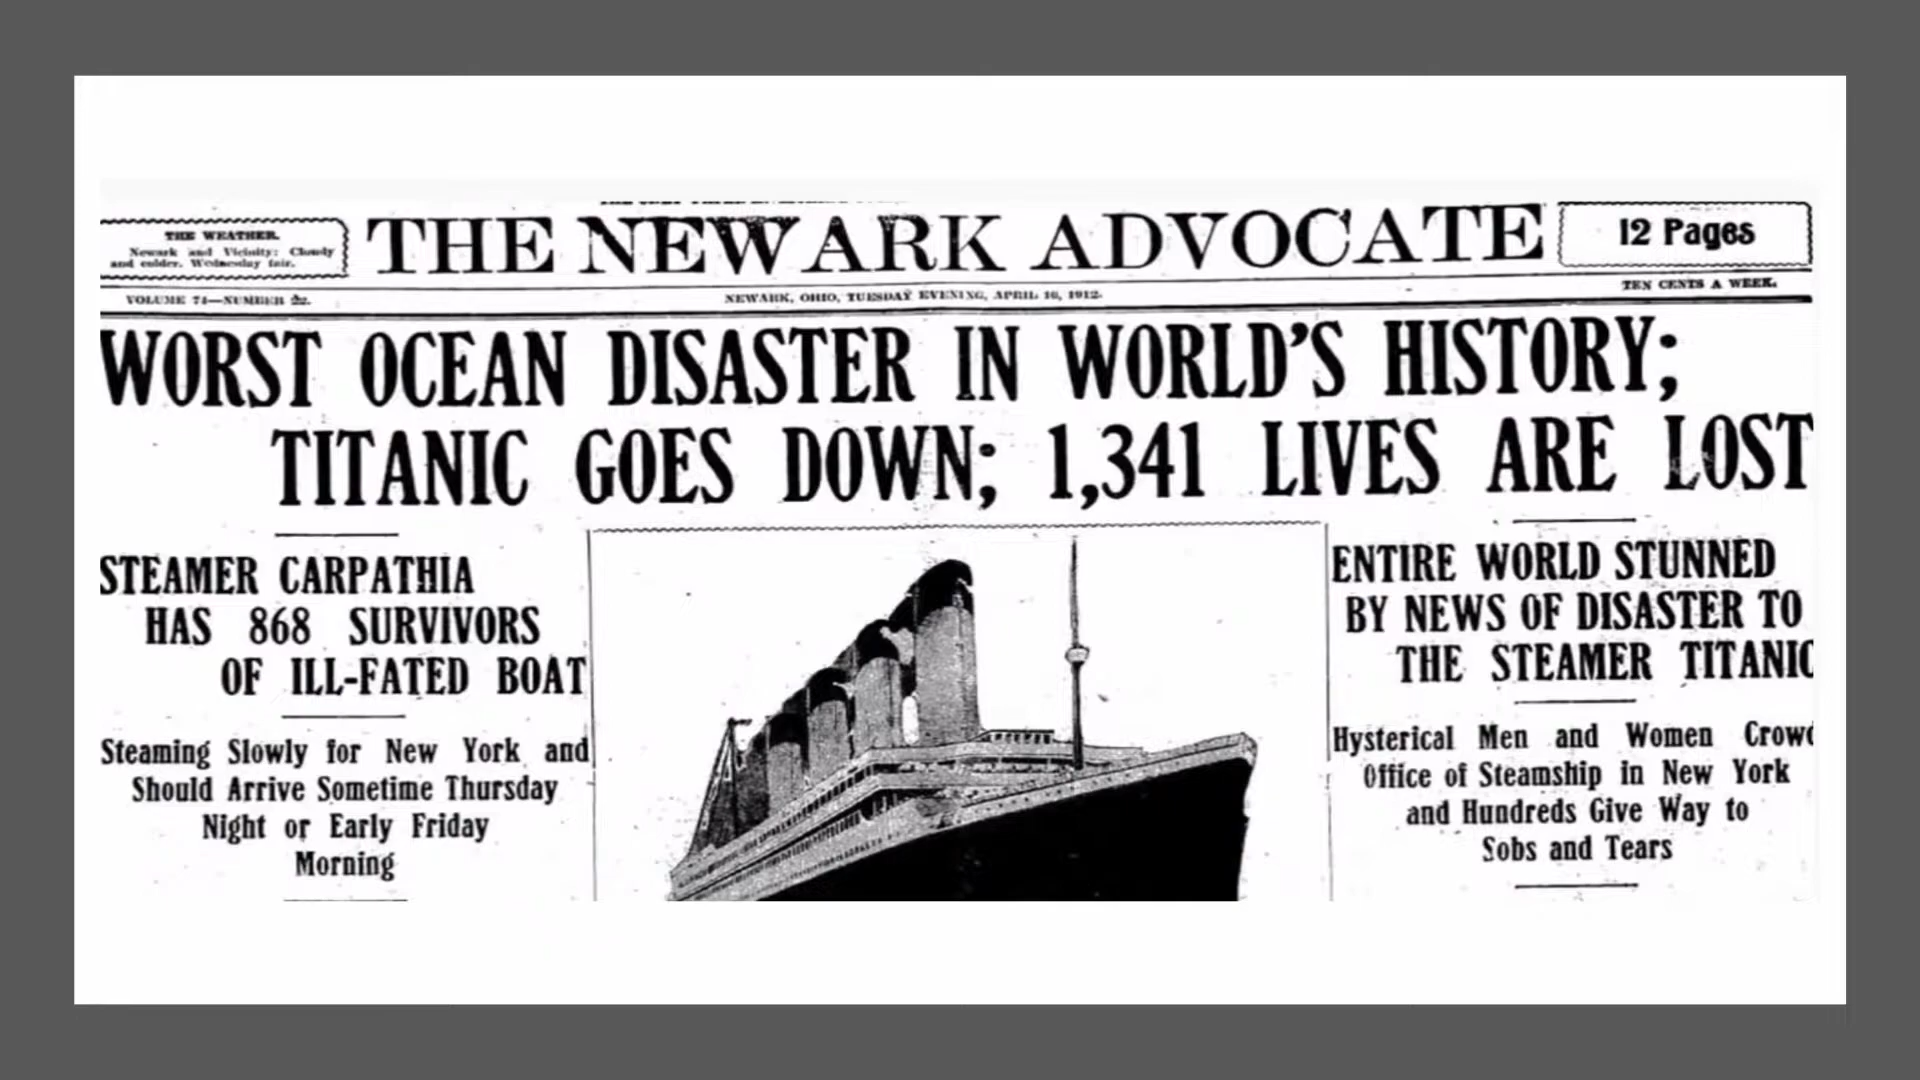 THE WEATHER.
Newark and Vicinity: Cloudy
and colder. Wednesday fair.
THE NEWARK ADVOCATE
12 Pages
VOLUME 74—NUMBER
NEWARK, OHIO, TUESDAY EVENING, APRIL 16, 1912.
TEN CENTS A WEEK.
WORST OCEAN DISASTER IN WORLD'S HISTORY;
TITANIC GOES DOWN; 1,341 LIVES ARE LOST
STEAMER CARPATHIA
HAS 868 SURVIVORS
OF ILL-FATED BOAT
Steaming Slowly for New York and
Should Arrive Sometime Thursday
Night or Early Friday
Morning
ENTIRE WORLD STUNNED
BY NEWS OF DISASTER TO
THE STEAMER TITANIC
Hysterical Men and Women Crowd
Office of Steamship in New York
and Hundreds Give Way to
Sobs and Tears